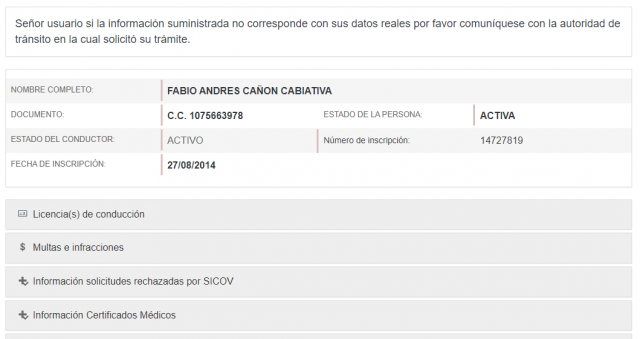 Señor usuario si la información suministrada no corresponde con sus datos reales por favor comuníquese con la autoridad de
tránsito en la cual solicitó su trámite.
NOMBRE COMPLETO: FABIO ANDRES CAÑON CABIATIVA
DOCUMENTO: C.C. 1075663978 ESTADO DE LA PERSONA: ACTIVA
ESTADO DEL CONDUCTOR: ACTIVO Número de inscripción: 14727819
FECHA DE INSCRIPCIÓN: 27/08/2014
Licencia(s) de conducción
$ Multas e infracciones
Información solicitudes rechazadas por SICOV
Información Certificados Médicos